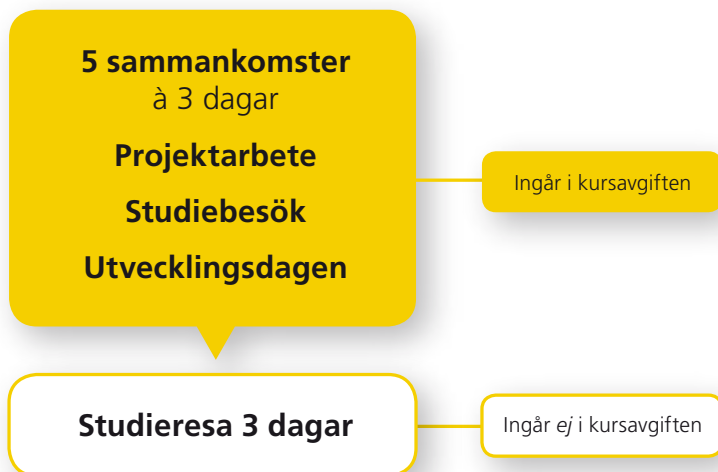 5 sammankomster
à 3 dagar
Projektarbete
Studiebesök
Utvecklingsdagen
Ingår i kursavgiften
Studieresa 3 dagar
Ingår ej i kursavgiften